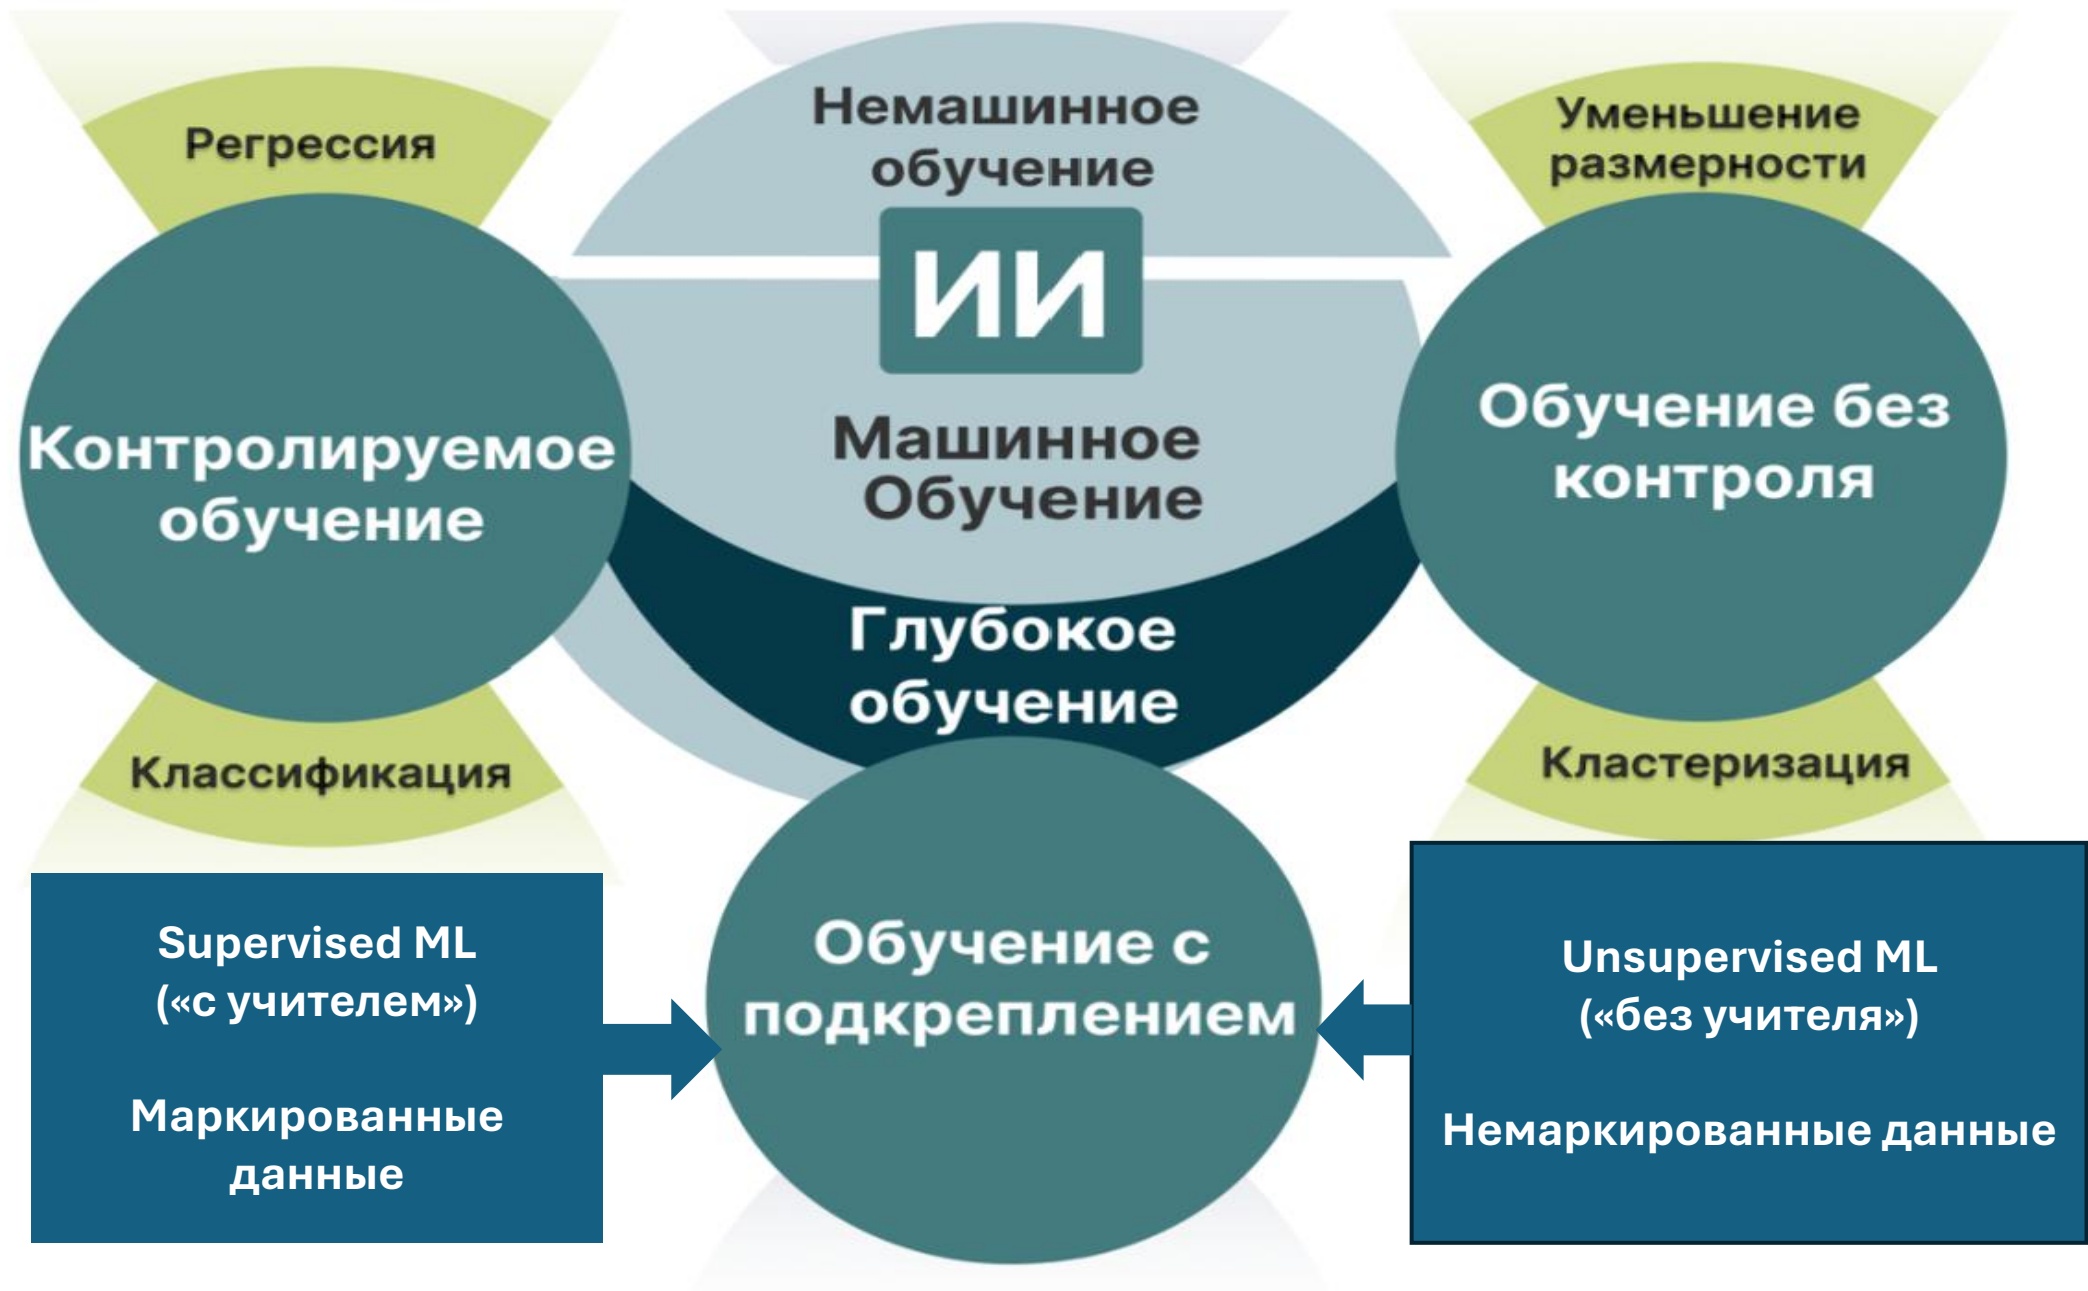 Регрессия
Немашинное
обучение
Уменьшение
размерности
ИИ
Контролируемое
обучение
Машинное
Обучение
Обучение без
контроля
Глубокое
обучение
Классификация
Кластеризация
Supervised ML
(«с учителем»)
Маркированные
данные
Обучение с
подкреплением
Unsupervised ML
(«без учителя»)
Немаркированные данные